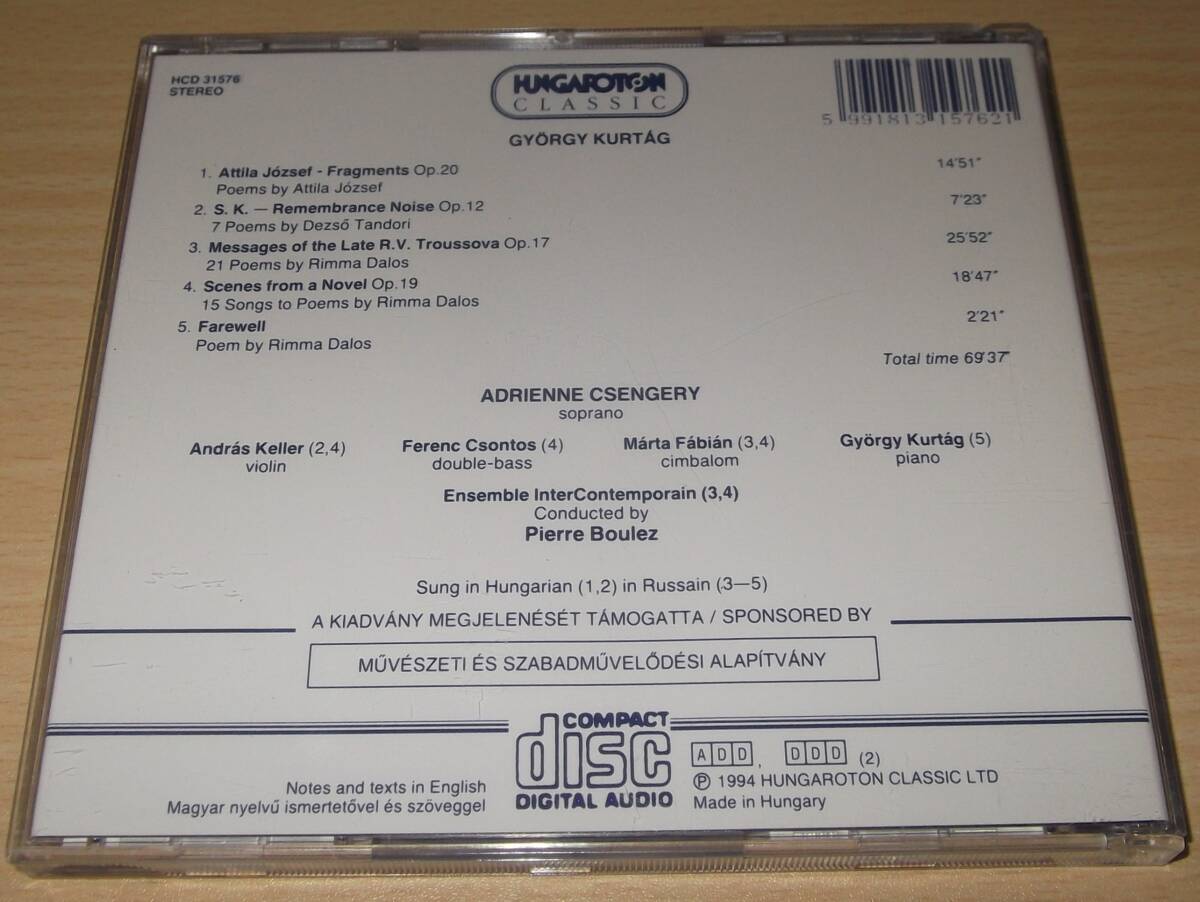 HCD 31576
STEREO
HUNGAROTON
CLASSIC
5 991813 157621
GYÖRGY KURTÁG
1. Attila József - Fragments Op.20 14'51"
Poems by Attila József
2. S. K. — Remembrance Noise Op.12 7'23"
7 Poems by Dezső Tandori
3. Messages of the Late R.V. Troussova Op.17 25'52"
21 Poems by Rimma Dalos
4. Scenes from a Novel Op.19 18'47"
15 Songs to Poems by Rimma Dalos
5. Farewell 2'21"
Poem by Rimma Dalos
Total time 69'37"
ADRIENNE CSENGERY
soprano
András Keller (2,4) Ferenc Csontos (4) Márta Fábián (3,4) György Kurtág (5)
violin double-bass cimbalom piano
Ensemble InterContemporain (3,4)
Conducted by
Pierre Boulez
Sung in Hungarian (1,2) in Russain (3—5)
A KIADVÁNY MEGJELENÉSÉT TÁMOGATTA / SPONSORED BY
MŰVÉSZETI ÉS SZABADMŰVELŐDÉSI ALAPÍTVÁNY
COMPACT
disc
DIGITAL AUDIO
ADD, DDD (2)
℗ 1994 HUNGAROTON CLASSIC LTD
Made in Hungary
Notes and texts in English
Magyar nyelvű ismertetővel és szöveggel